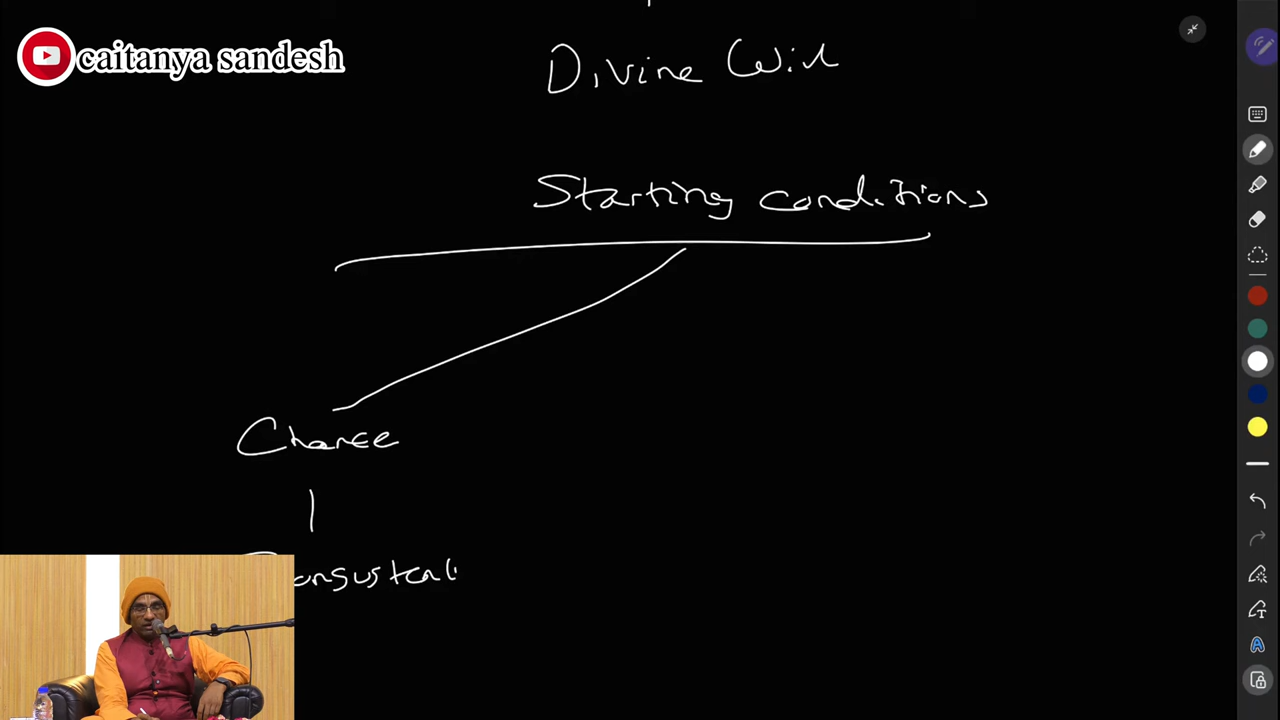 caitanya sandesh
Divine Will
Starting conditions
Chance